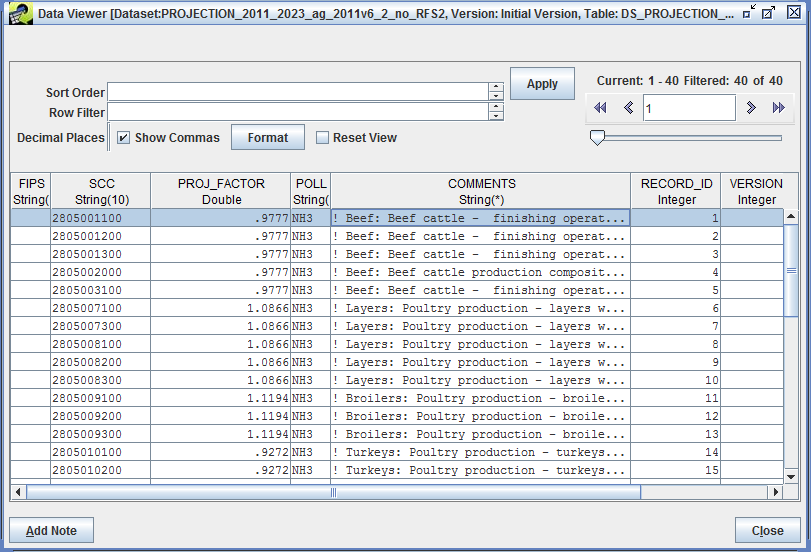 Data Viewer [Dataset:PROJECTION_2011_2023_ag_2011v6_2_no_RFS2, Version: Initial Version, Table: DS_PROJECTION_...
Sort Order
Apply
Current: 1 - 40 Filtered: 40 of 40
Row Filter
1
Decimal Places Show Commas Format Reset View
FIPS SCC PROJ_FACTOR POLL COMMENTS RECORD_ID VERSION
String( String(10) Double String( String(*) Integer Integer
2805001100 .9777 NH3 ! Beef: Beef cattle - finishing operat... 1
2805001200 .9777 NH3 ! Beef: Beef cattle - finishing operat... 2
2805001300 .9777 NH3 ! Beef: Beef cattle - finishing operat... 3
2805002000 .9777 NH3 ! Beef: Beef cattle production composit... 4
2805003100 .9777 NH3 ! Beef: Beef cattle - finishing operat... 5
2805007100 1.0866 NH3 ! Layers: Poultry production - layers w... 6
2805007300 1.0866 NH3 ! Layers: Poultry production - layers w... 7
2805008100 1.0866 NH3 ! Layers: Poultry production - layers w... 8
2805008200 1.0866 NH3 ! Layers: Poultry production - layers w... 9
2805008300 1.0866 NH3 ! Layers: Poultry production - layers w... 10
2805009100 1.1194 NH3 ! Broilers: Poultry production - broile... 11
2805009200 1.1194 NH3 ! Broilers: Poultry production - broile... 12
2805009300 1.1194 NH3 ! Broilers: Poultry production - broile... 13
2805010100 .9272 NH3 ! Turkeys: Poultry production - turkeys... 14
2805010200 .9272 NH3 ! Turkeys: Poultry production - turkeys... 15
Add Note Close